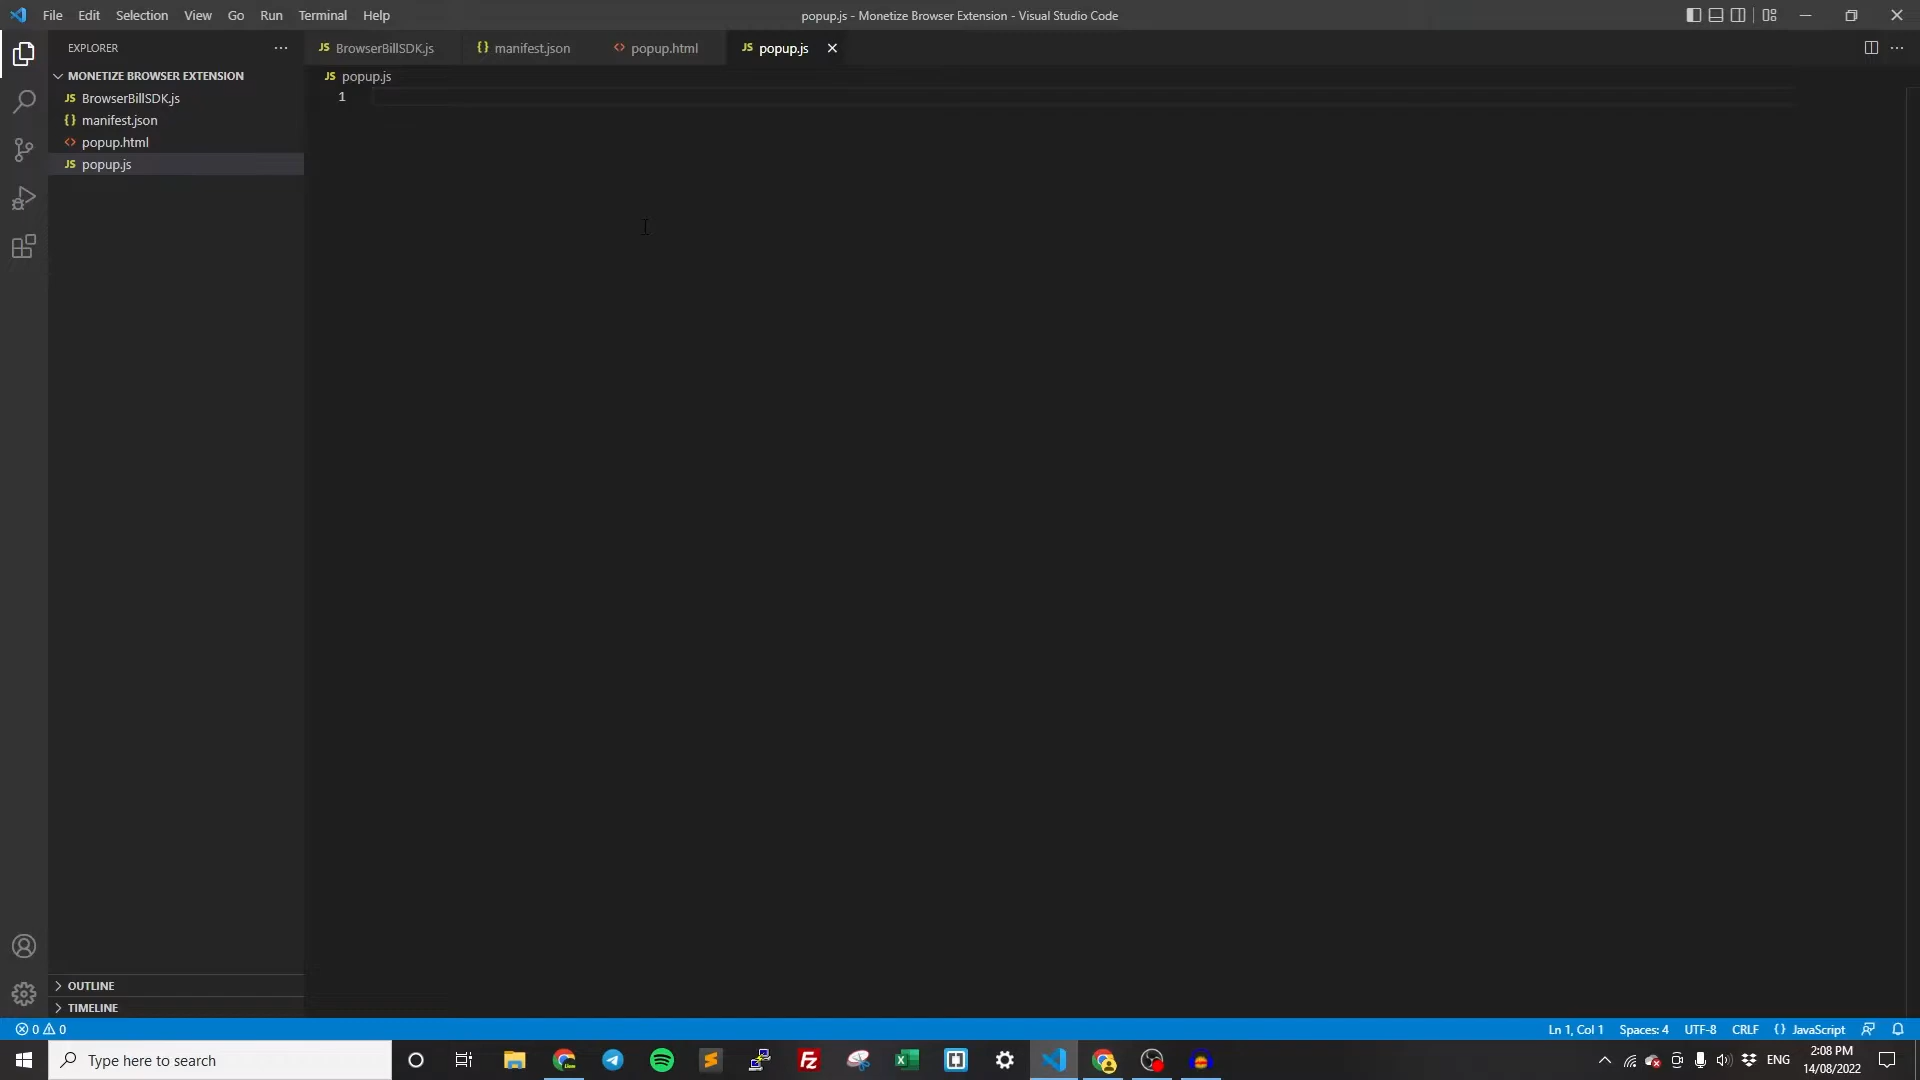 File Edit Selection View Go Run Terminal Help
popup.js - Monetize Browser Extension - Visual Studio Code
EXPLORER
JS BrowserBillSDK.js
{} manifest.json
<> popup.html
JS popup.js
MONETIZE BROWSER EXTENSION
JS BrowserBillSDK.js
{} manifest.json
<> popup.html
JS popup.js
JS popup.js
1
OUTLINE
TIMELINE
0 0
Ln 1, Col 1 Spaces: 4 UTF-8 CRLF {} JavaScript
Type here to search
ENG
2:08 PM
14/08/2022